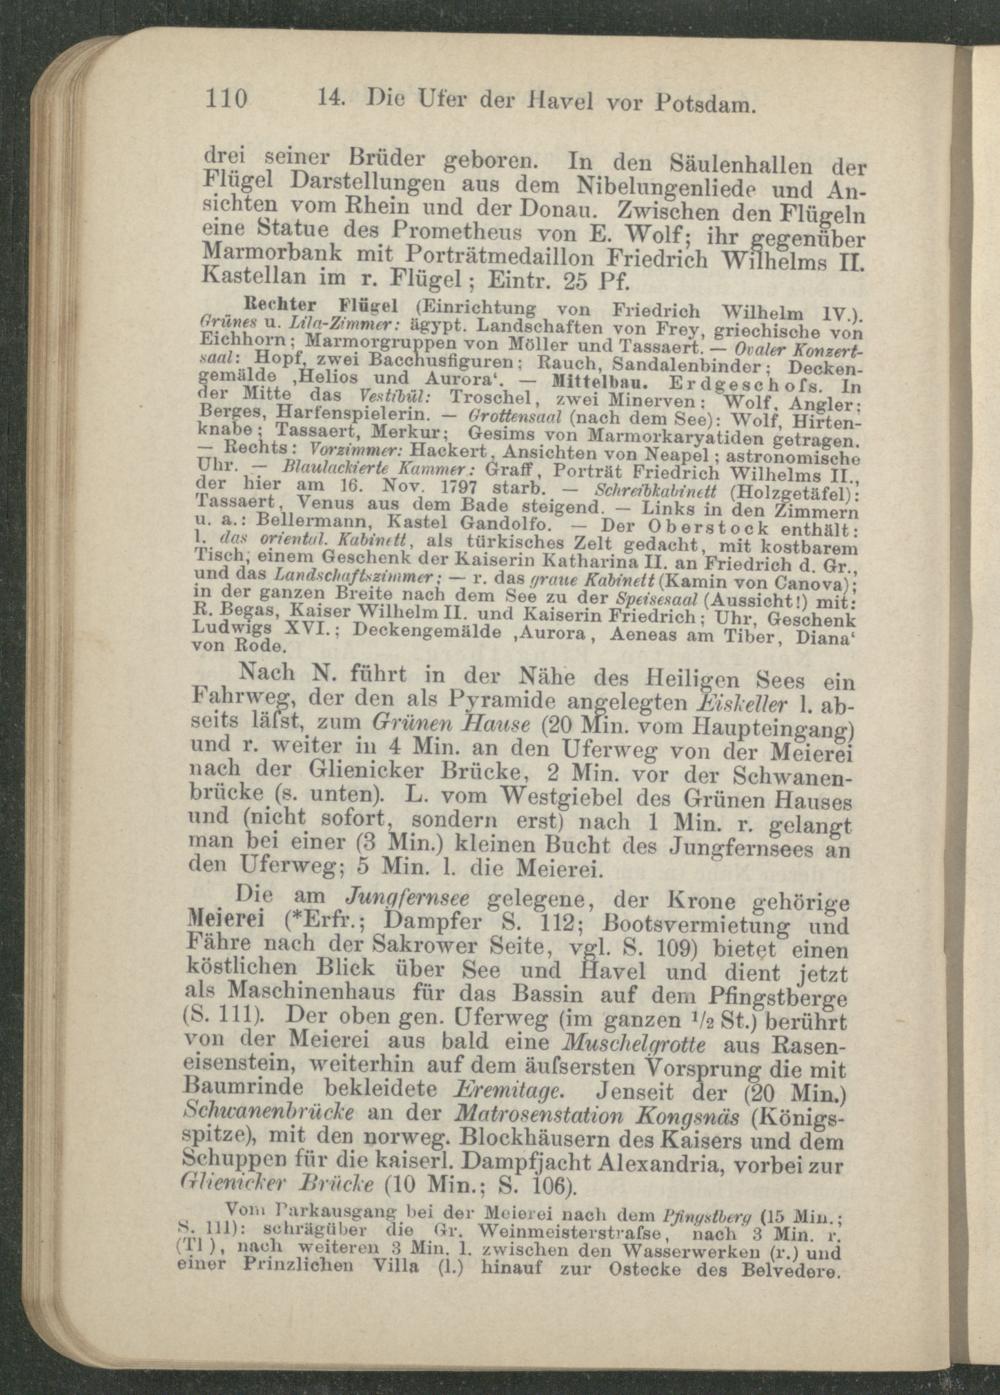 110 14. Die Ufer der Havel vor Potsdam.
drei seiner Brüder geboren. In den Säulenhallen der
Flügel Darstellungen aus dem Nibelungenliede und An-
sichten vom Rhein und der Donau. Zwischen den Flügeln
eine Statue des Prometheus von E. Wolf; ihr gegenüber
Marmorbank mit Porträtmedaillon Friedrich Wilhelms II.
Kastellan im r. Flügel; Eintr. 25 Pf.
Rechter Flügel (Einrichtung von Friedrich Wilhelm IV.).
Grünes u. Lila-Zimmer: ägypt. Landschaften von Frey, griechische von
Eichhorn; Marmorgruppen von Möller und Tassaert. — Ovaler Konzert-
saal: Hopf, zwei Bacchusfiguren; Rauch, Sandalenbinder; Decken-
gemälde ‚Helios und Aurora‘. — Mittelbau. Erdgeschofs. In
der Mitte das Vestibül: Troschel, zwei Minerven; Wolf, Angler;
Berges, Harfenspielerin. — Grottensaal (nach dem See): Wolf, Hirten-
knabe; Tassaert, Merkur; Gesims von Marmorkaryatiden getragen.
— Rechts: Vorzimmer: Hackert, Ansichten von Neapel; astronomische
Uhr. — Blaulackierte Kammer: Graff, Porträt Friedrich Wilhelms II.,
der hier am 16. Nov. 1797 starb. — Schreibkabinett (Holzgetäfel):
Tassaert, Venus aus dem Bade steigend. — Links in den Zimmern
u. a.: Bellermann, Kastel Gandolfo. — Der Oberstock enthält:
l. das oriental. Kabinett, als türkisches Zelt gedacht, mit kostbarem
Tisch, einem Geschenk der Kaiserin Katharina II. an Friedrich d. Gr.,
und das Landschaftszimmer; — r. das graue Kabinett (Kamin von Canova);
in der ganzen Breite nach dem See zu der Speisesaal (Aussicht!) mit:
R. Begas, Kaiser Wilhelm II. und Kaiserin Friedrich; Uhr, Geschenk
Ludwigs XVI.; Deckengemälde ‚Aurora, Aeneas am Tiber, Diana‘
von Rode.
Nach N. führt in der Nähe des Heiligen Sees ein
Fahrweg, der den als Pyramide angelegten Eiskeller l. ab-
seits läfst, zum Grünen Hause (20 Min. vom Haupteingang)
und r. weiter in 4 Min. an den Uferweg von der Meierei
nach der Glienicker Brücke, 2 Min. vor der Schwanen-
brücke (s. unten). L. vom Westgiebel des Grünen Hauses
und (nicht sofort, sondern erst) nach 1 Min. r. gelangt
man bei einer (3 Min.) kleinen Bucht des Jungfernsees an
den Uferweg; 5 Min. l. die Meierei.
Die am Jungfernsee gelegene, der Krone gehörige
Meierei (*Erfr.; Dampfer S. 112; Bootsvermietung und
Fähre nach der Sakrower Seite, vgl. S. 109) bietet einen
köstlichen Blick über See und Havel und dient jetzt
als Maschinenhaus für das Bassin auf dem Pfingstberge
(S. 111). Der oben gen. Uferweg (im ganzen 1/2 St.) berührt
von der Meierei aus bald eine Muschelgrotte aus Rasen-
eisenstein, weiterhin auf dem äufsersten Vorsprung die mit
Baumrinde bekleidete Eremitage. Jenseit der (20 Min.)
Schwanenbrücke an der Matrosenstation Kongsnäs (Königs-
spitze), mit den norweg. Blockhäusern des Kaisers und dem
Schuppen für die kaiserl. Dampfjacht Alexandria, vorbei zur
Glienicker Brücke (10 Min.; S. 106).
Vom Parkausgang bei der Meierei nach dem Pfingstberg (15 Min.;
S. 111): schrägüber die Gr. Weinmeisterstrafse, nach 3 Min. r.
(Tl), nach weiteren 3 Min. l. zwischen den Wasserwerken (r.) und
einer Prinzlichen Villa (l.) hinauf zur Ostecke des Belvedere.